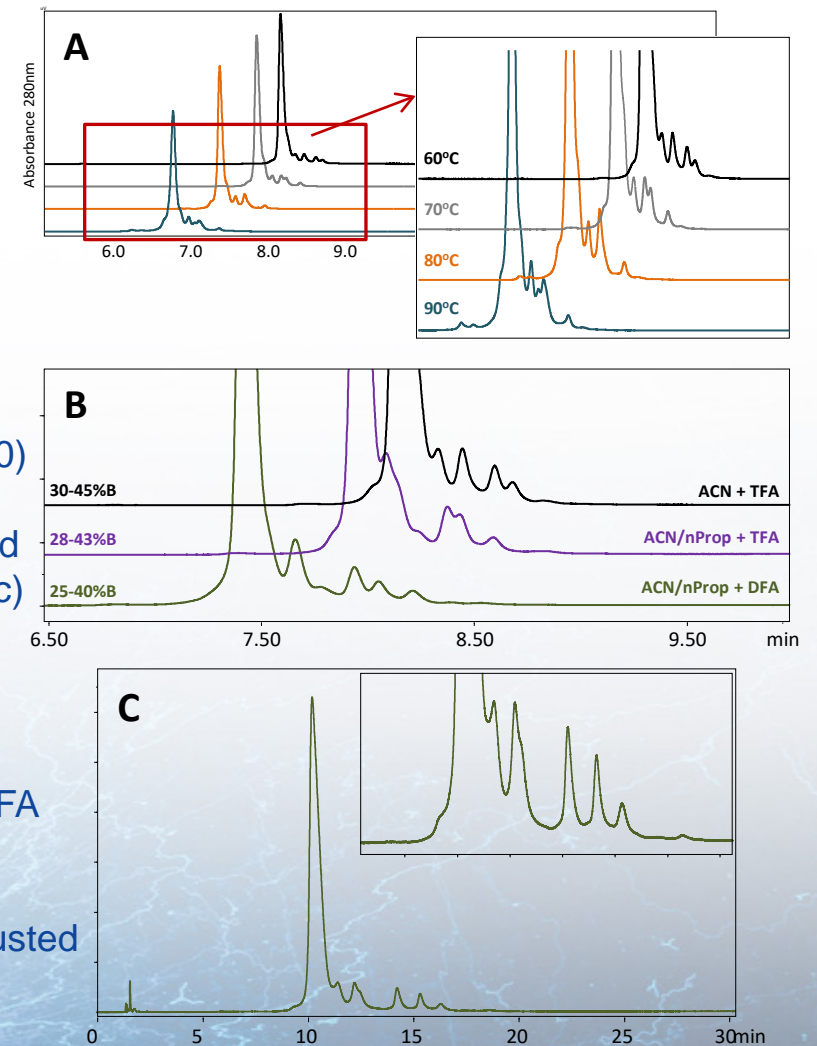 A
Absorbance 280nm
6.0 7.0 8.0 9.0
60°C
70°C
80°C
90°C
B
0)
30-45%B ACN + TFA
d
28-43%B ACN/nProp + TFA
c)
25-40%B ACN/nProp + DFA
6.50 7.50 8.50 9.50 min
C
FA
usted
0 5 10 15 20 25 30min